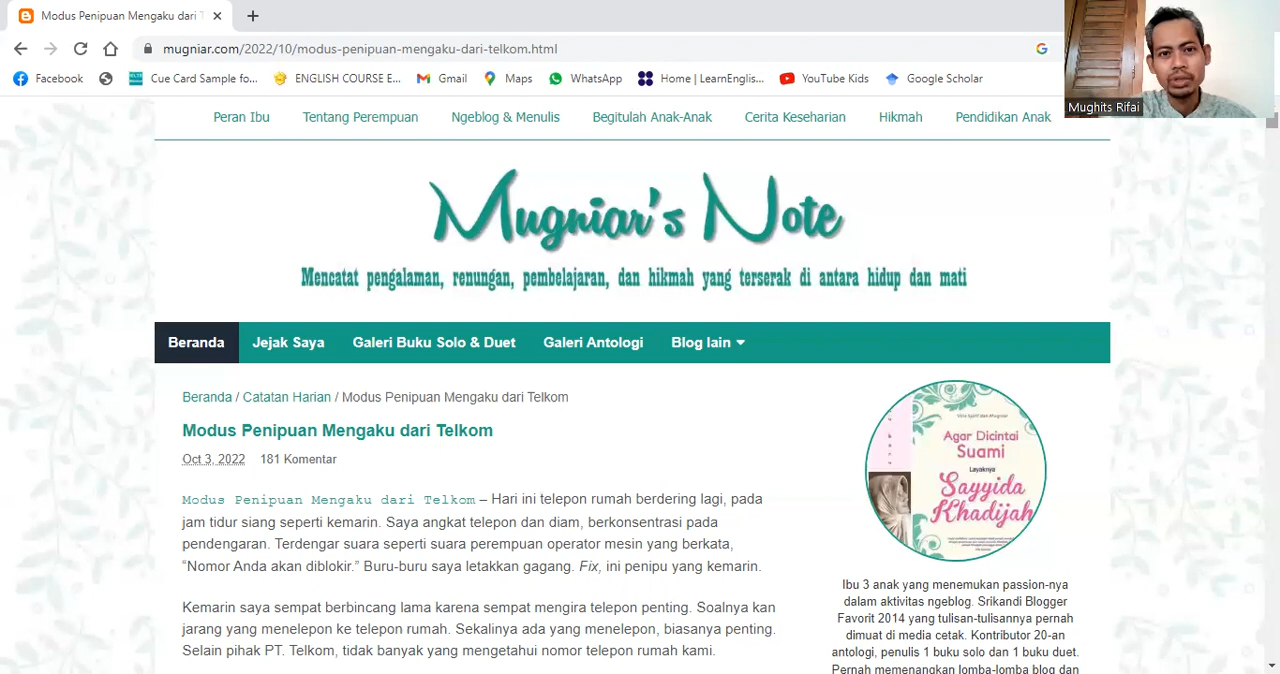 Modus Penipuan Mengaku dari T
mugniar.com/2022/10/modus-penipuan-mengaku-dari-telkom.html
Facebook
Cue Card Sample fo...
ENGLISH COURSE E...
Gmail
Maps
WhatsApp
Home | LearnEnglis...
YouTube Kids
Google Scholar
Mughits Rifai
Peran Ibu
Tentang Perempuan
Ngeblog & Menulis
Begitulah Anak-Anak
Cerita Keseharian
Hikmah
Pendidikan Anak
Mugniar's Note
Mencatat pengalaman, renungan, pembelajaran, dan hikmah yang terserak di antara hidup dan mati
Beranda
Jejak Saya
Galeri Buku Solo & Duet
Galeri Antologi
Blog lain
Beranda / Catatan Harian / Modus Penipuan Mengaku dari Telkom
Modus Penipuan Mengaku dari Telkom
Oct 3, 2022 181 Komentar
Modus Penipuan Mengaku dari Telkom – Hari ini telepon rumah berdering lagi, pada
jam tidur siang seperti kemarin. Saya angkat telepon dan diam, berkonsentrasi pada
pendengaran. Terdengar suara seperti suara perempuan operator mesin yang berkata,
“Nomor Anda akan diblokir.” Buru-buru saya letakkan gagang. Fix, ini penipu yang kemarin.
Kemarin saya sempat berbincang lama karena sempat mengira telepon penting. Soalnya kan
jarang yang menelepon ke telepon rumah. Sekalinya ada yang menelepon, biasanya penting.
Selain pihak PT. Telkom, tidak banyak yang mengetahui nomor telepon rumah kami.
Agar Dicintai
Suami
Layaknya
Sayyida
Khadijah
Ibu 3 anak yang menemukan passion-nya
dalam aktivitas ngeblog. Srikandi Blogger
Favorit 2014 yang tulisan-tulisannya pernah
dimuat di media cetak. Kontributor 20-an
antologi, penulis 1 buku solo dan 1 buku duet.
Pernah memenangkan lomba-lomba blog dan